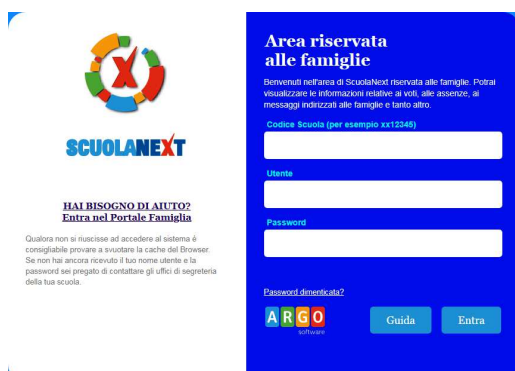 SCUOLANEXT
HAI BISOGNO DI AIUTO?
Entra nel Portale Famiglia
Qualora non si riuscisse ad accedere al sistema è
consigliabile provare a svuotare la cache del Browser.
Se non hai ancora ricevuto il tuo nome utente e la
password sei pregato di contattare gli uffici di segreteria
della tua scuola.
Area riservata
alle famiglie
Benvenuti nell'area di ScuolaNext riservata alle famiglie. Potrai
visualizzare le informazioni relative ai voti, alle assenze, ai
messaggi indirizzati alle famiglie e tanto altro.
Codice Scuola (per esempio xx12345)
Utente
Password
Password dimenticata?
ARGO
software
Guida
Entra